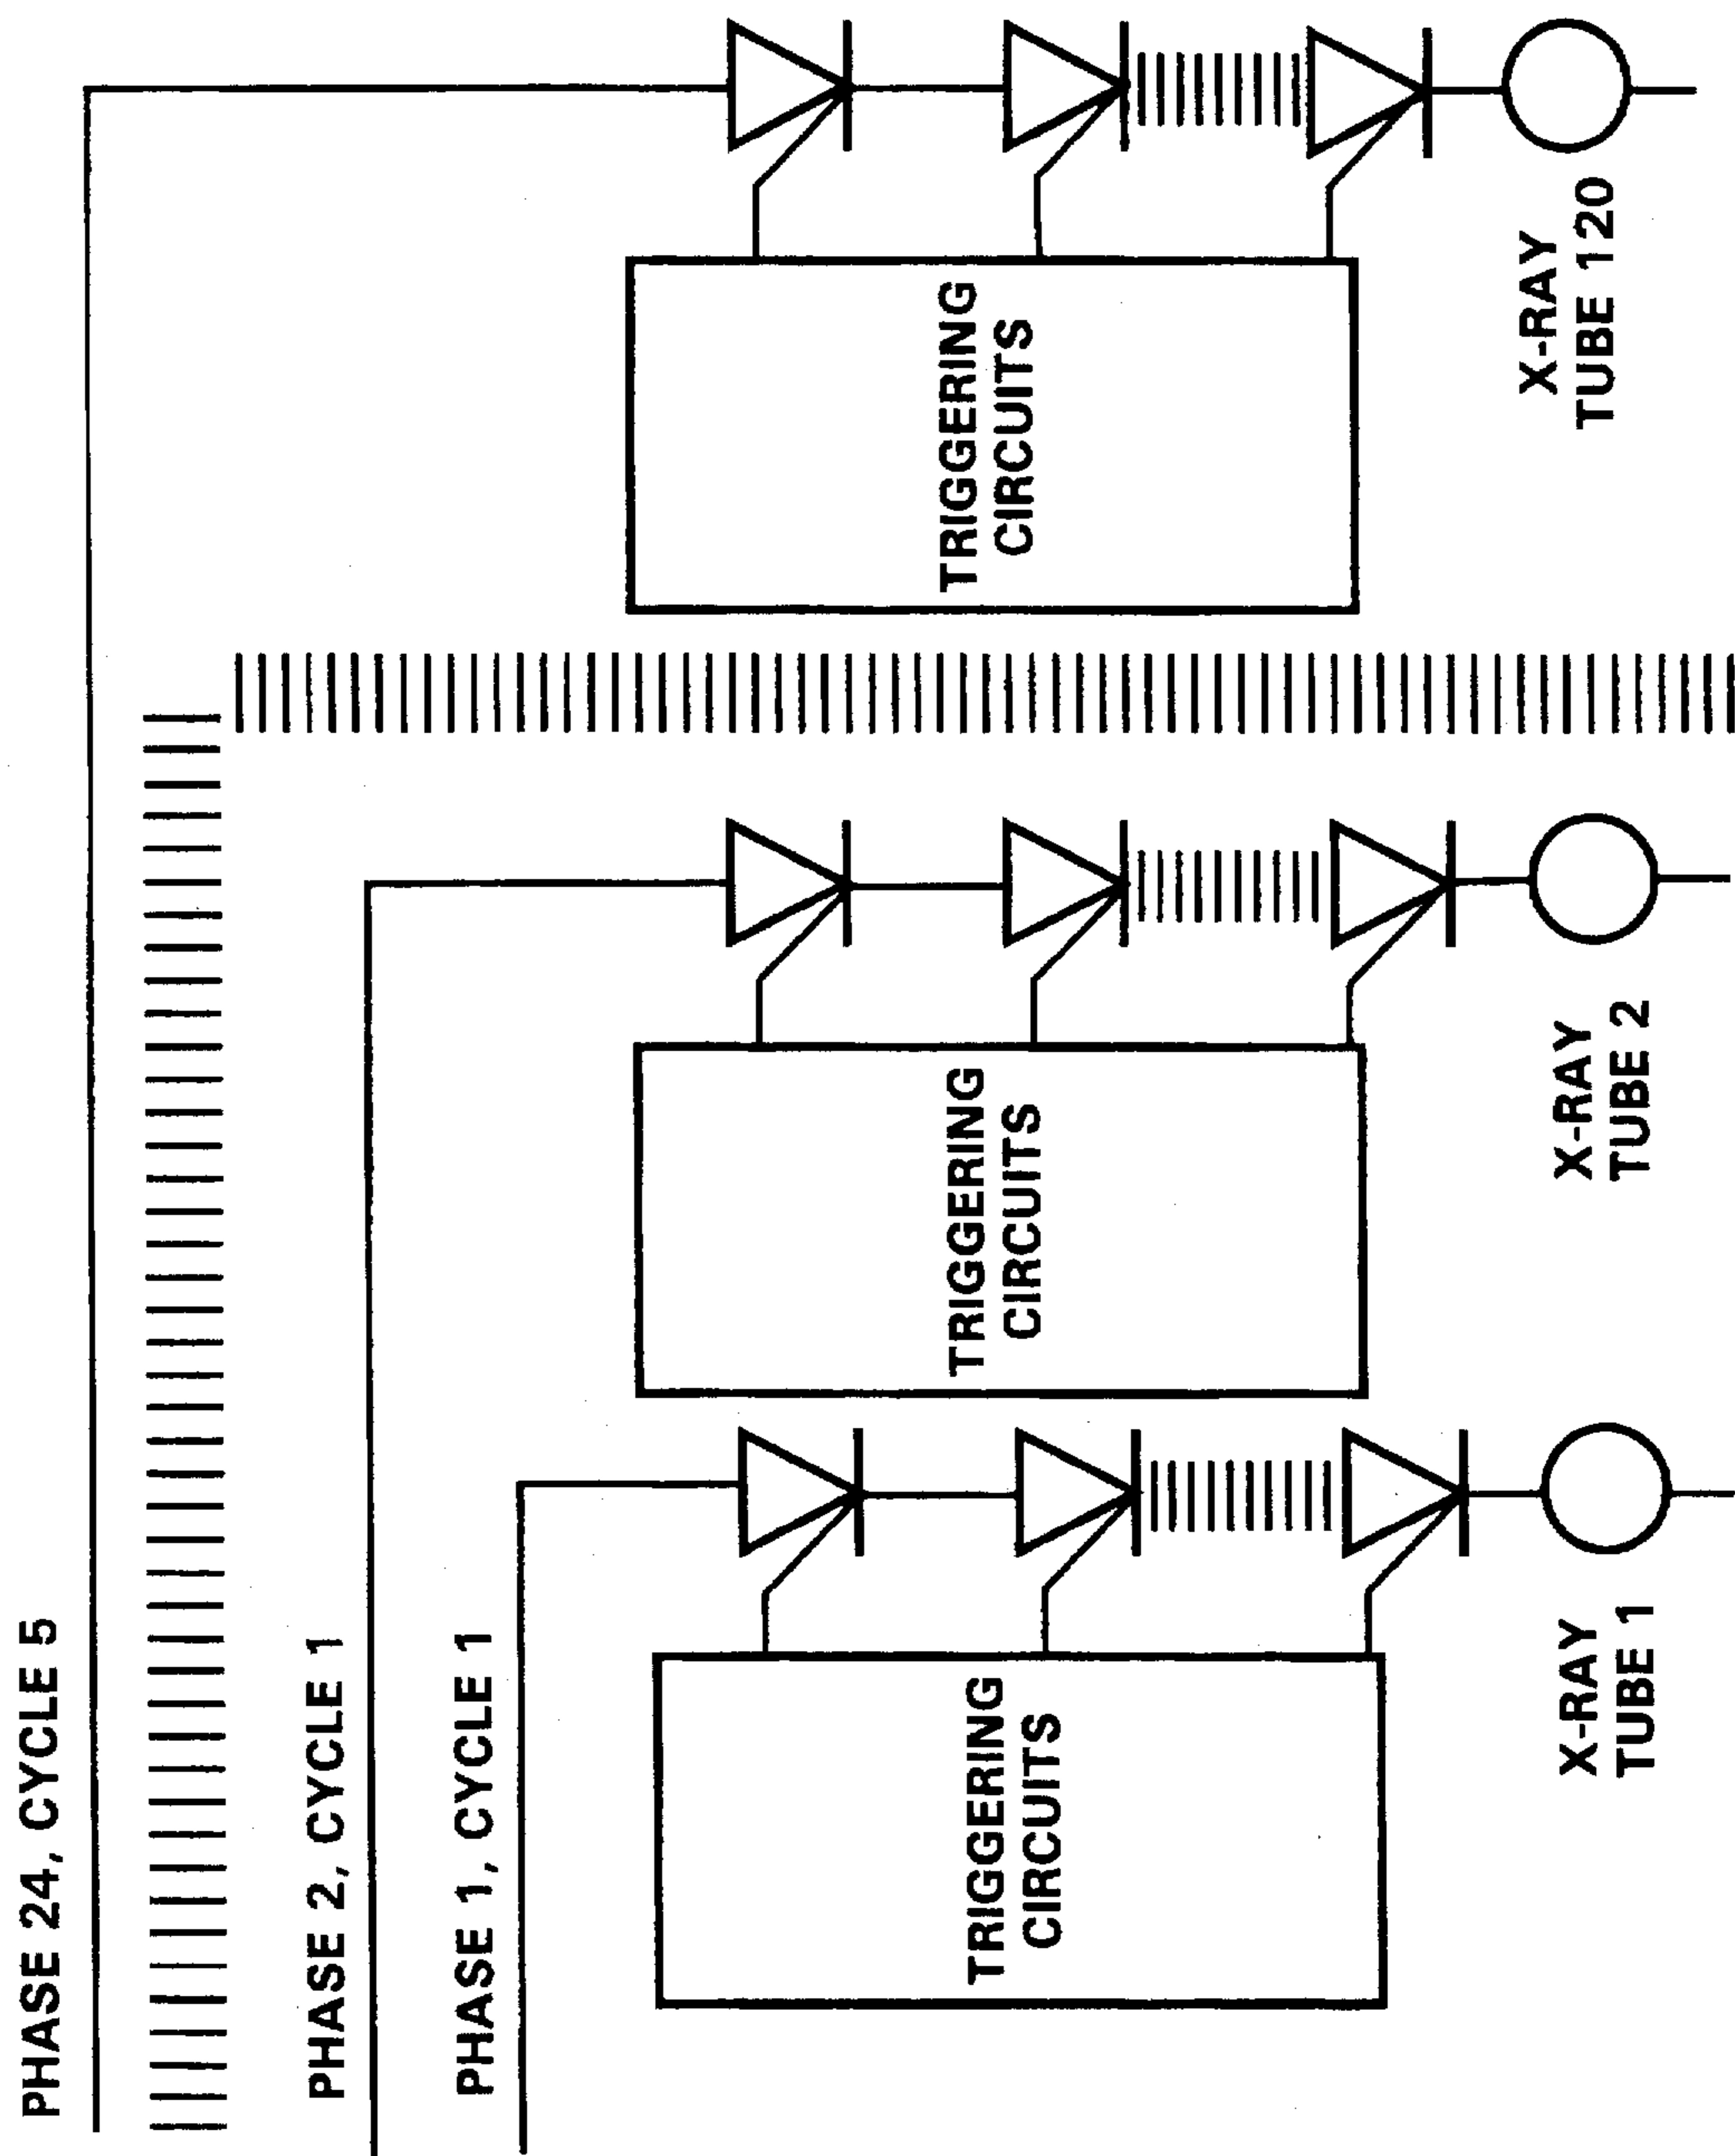 PHASE 24, CYCLE 5
PHASE 2, CYCLE 1
PHASE 1, CYCLE 1
TRIGGERING
CIRCUITS
TRIGGERING
CIRCUITS
TRIGGERING
CIRCUITS
X-RAY
TUBE 1
X-RAY
TUBE 2
X-RAY
TUBE 120